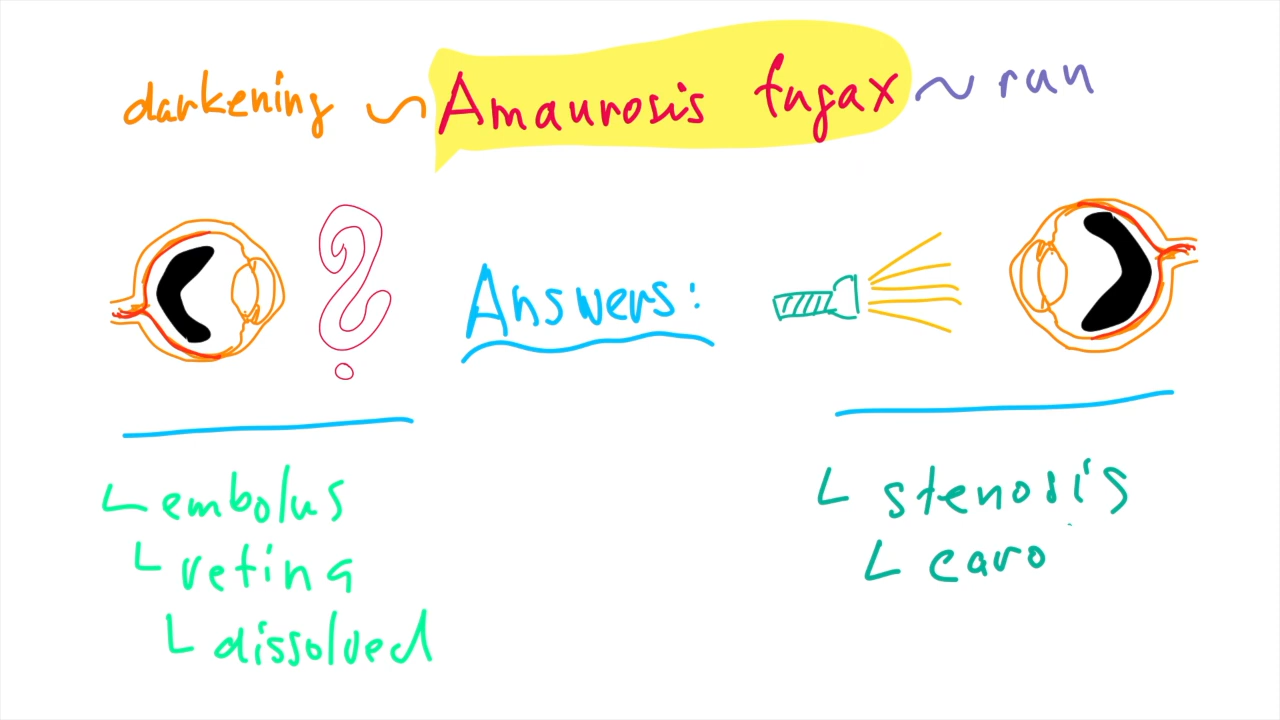 darkening ~ Amaurosis fugax ~ run
?
Answers:
embolus
retina
dissolved
stenosis
caro